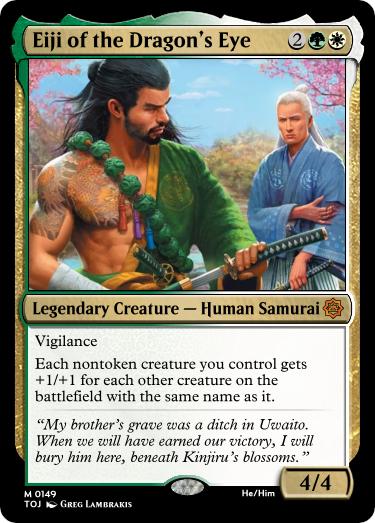 Eiji of the Dragon's Eye 2
Legendary Creature — Human Samurai
Vigilance
Each nontoken creature you control gets
+1/+1 for each other creature on the
battlefield with the same name as it.
“My brother's grave was a ditch in Uwaito.
When we will have earned our victory, I will
bury him here, beneath Kinjiru's blossoms.”
4/4
M 0149 He/Him
TOJ Greg Lambrakis